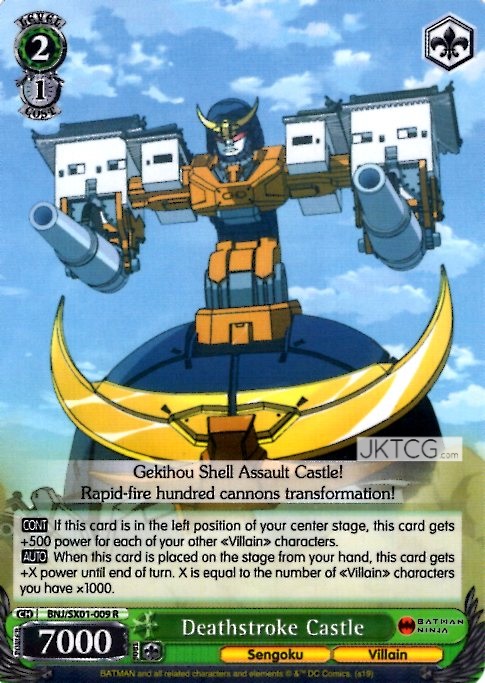 LEVEL
2
1
COST
JKTCG.com
Gekihou Shell Assault Castle!
Rapid-fire hundred cannons transformation!
CONT If this card is in the left position of your center stage, this card gets
+500 power for each of your other «Villain» characters.
AUTO When this card is placed on the stage from your hand, this card gets
+X power until end of turn. X is equal to the number of «Villain» characters
you have ×1000.
CH BNJ/SX01-009 R
POWER 7000 SOUL
Deathstroke Castle
BATMAN
NINJA
Sengoku Villain
BATMAN and all related characters and elements © & ™ DC Comics. (s19)